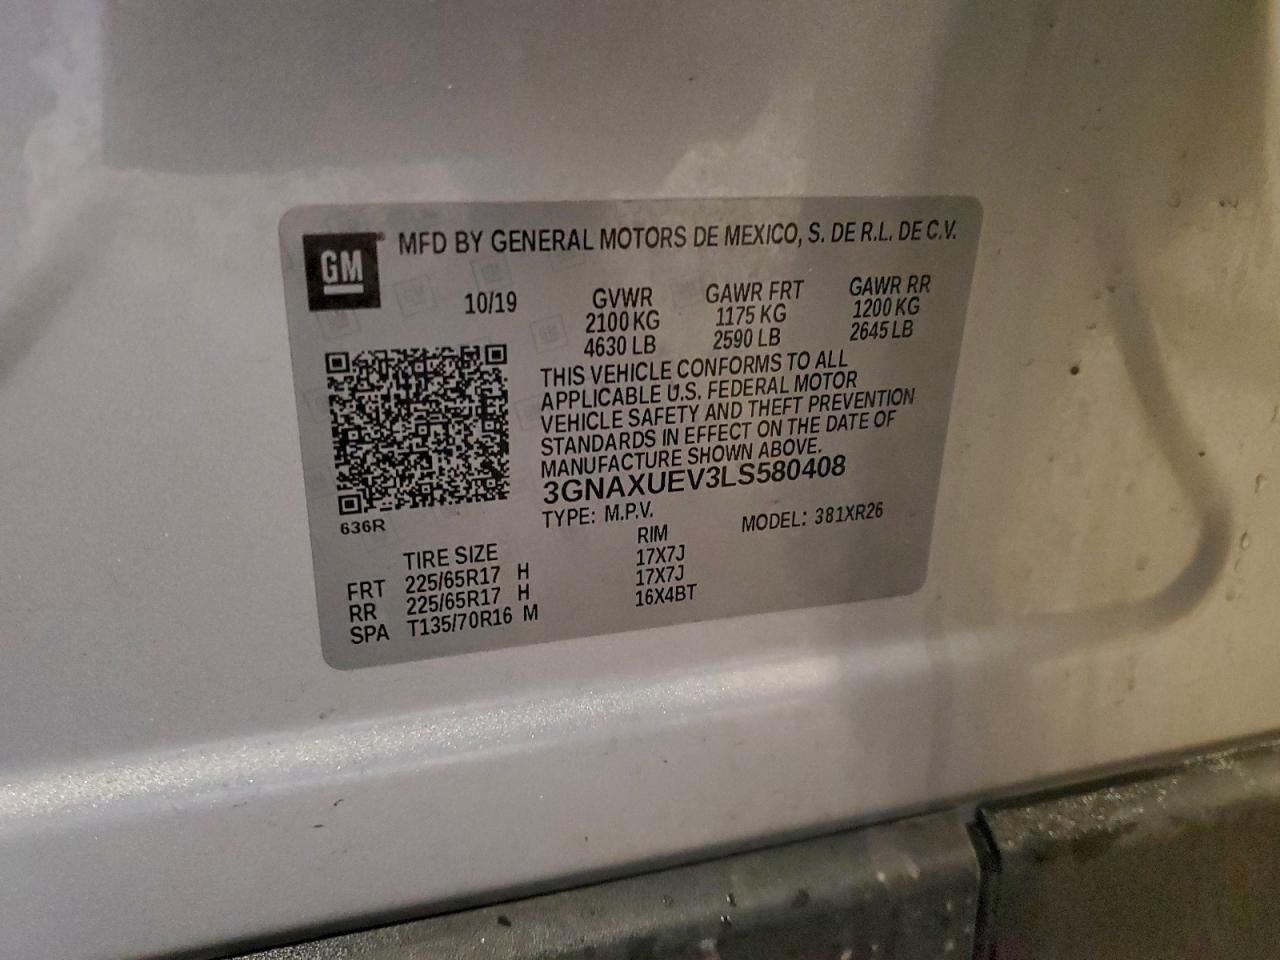 GM
MFD BY GENERAL MOTORS DE MEXICO, S. DE R.L. DE C.V.
10/19
GVWR GAWR FRT GAWR RR
2100 KG 1175 KG 1200 KG
4630 LB 2590 LB 2645 LB
THIS VEHICLE CONFORMS TO ALL
APPLICABLE U.S. FEDERAL MOTOR
VEHICLE SAFETY AND THEFT PREVENTION
STANDARDS IN EFFECT ON THE DATE OF
MANUFACTURE SHOWN ABOVE.
3GNAXUEV3LS580408
636R
TYPE: M.P.V. MODEL: 381XR26
TIRE SIZE RIM
FRT 225/65R17 H 17X7J
RR 225/65R17 H 17X7J
SPA T135/70R16 M 16X4BT